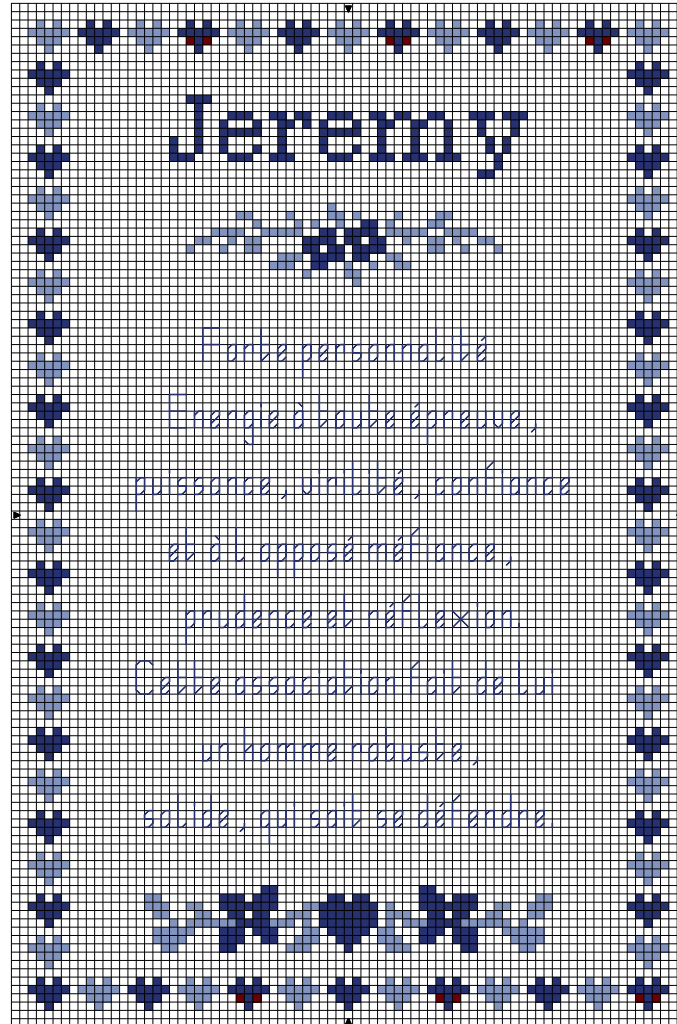 Jeremy
Forte personnalité
Energie à toute épreuve,
puissance, virilité, confiance
et à l opposé méfiance,
prudence et réflexion.
Cette association fait de lui
un homme robuste,
solide, qui sait se défendre